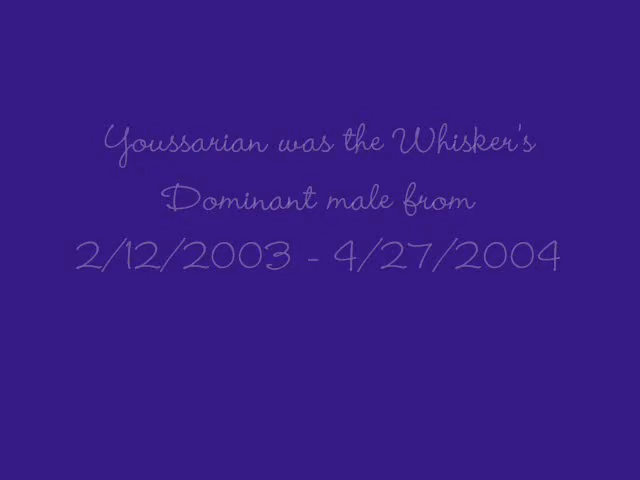 Youssarian was the Whisker's
Dominant male from
2/12/2003 - 4/27/2004